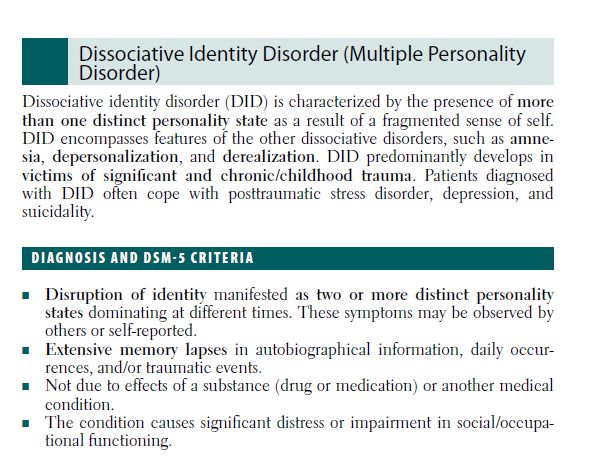 Dissociative Identity Disorder (Multiple Personality
Disorder)
Dissociative identity disorder (DID) is characterized by the presence of more
than one distinct personality state as a result of a fragmented sense of self.
DID encompasses features of the other dissociative disorders, such as amne-
sia, depersonalization, and derealization. DID predominantly develops in
victims of significant and chronic/childhood trauma. Patients diagnosed
with DID often cope with posttraumatic stress disorder, depression, and
suicidality.
DIAGNOSIS AND DSM-5 CRITERIA
■ Disruption of identity manifested as two or more distinct personality
states dominating at different times. These symptoms may be observed by
others or self-reported.
■ Extensive memory lapses in autobiographical information, daily occur-
rences, and/or traumatic events.
■ Not due to effects of a substance (drug or medication) or another medical
condition.
■ The condition causes significant distress or impairment in social/occupa-
tional functioning.